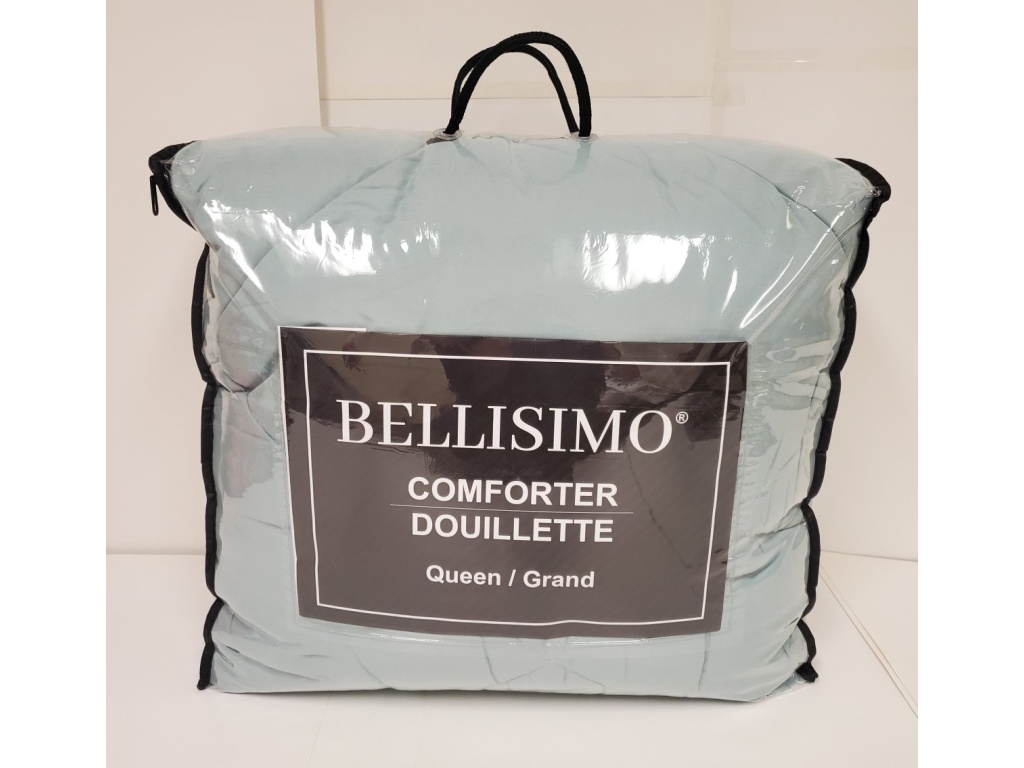 BELLISIMO®
COMFORTER
DOUILLETTE
Queen / Grand